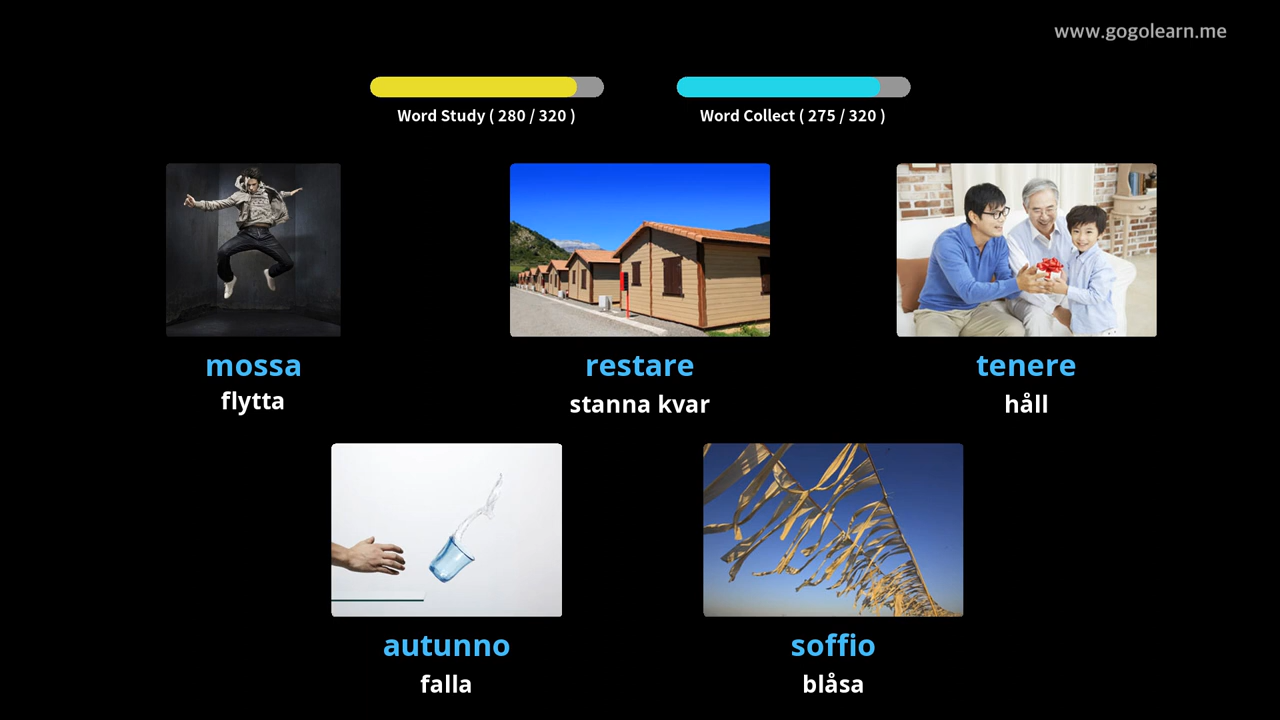 www.gogolearn.me
Word Study ( 280 / 320 )
Word Collect ( 275 / 320 )
mossa
flytta
restare
stanna kvar
tenere
håll
autunno
falla
soffio
blåsa